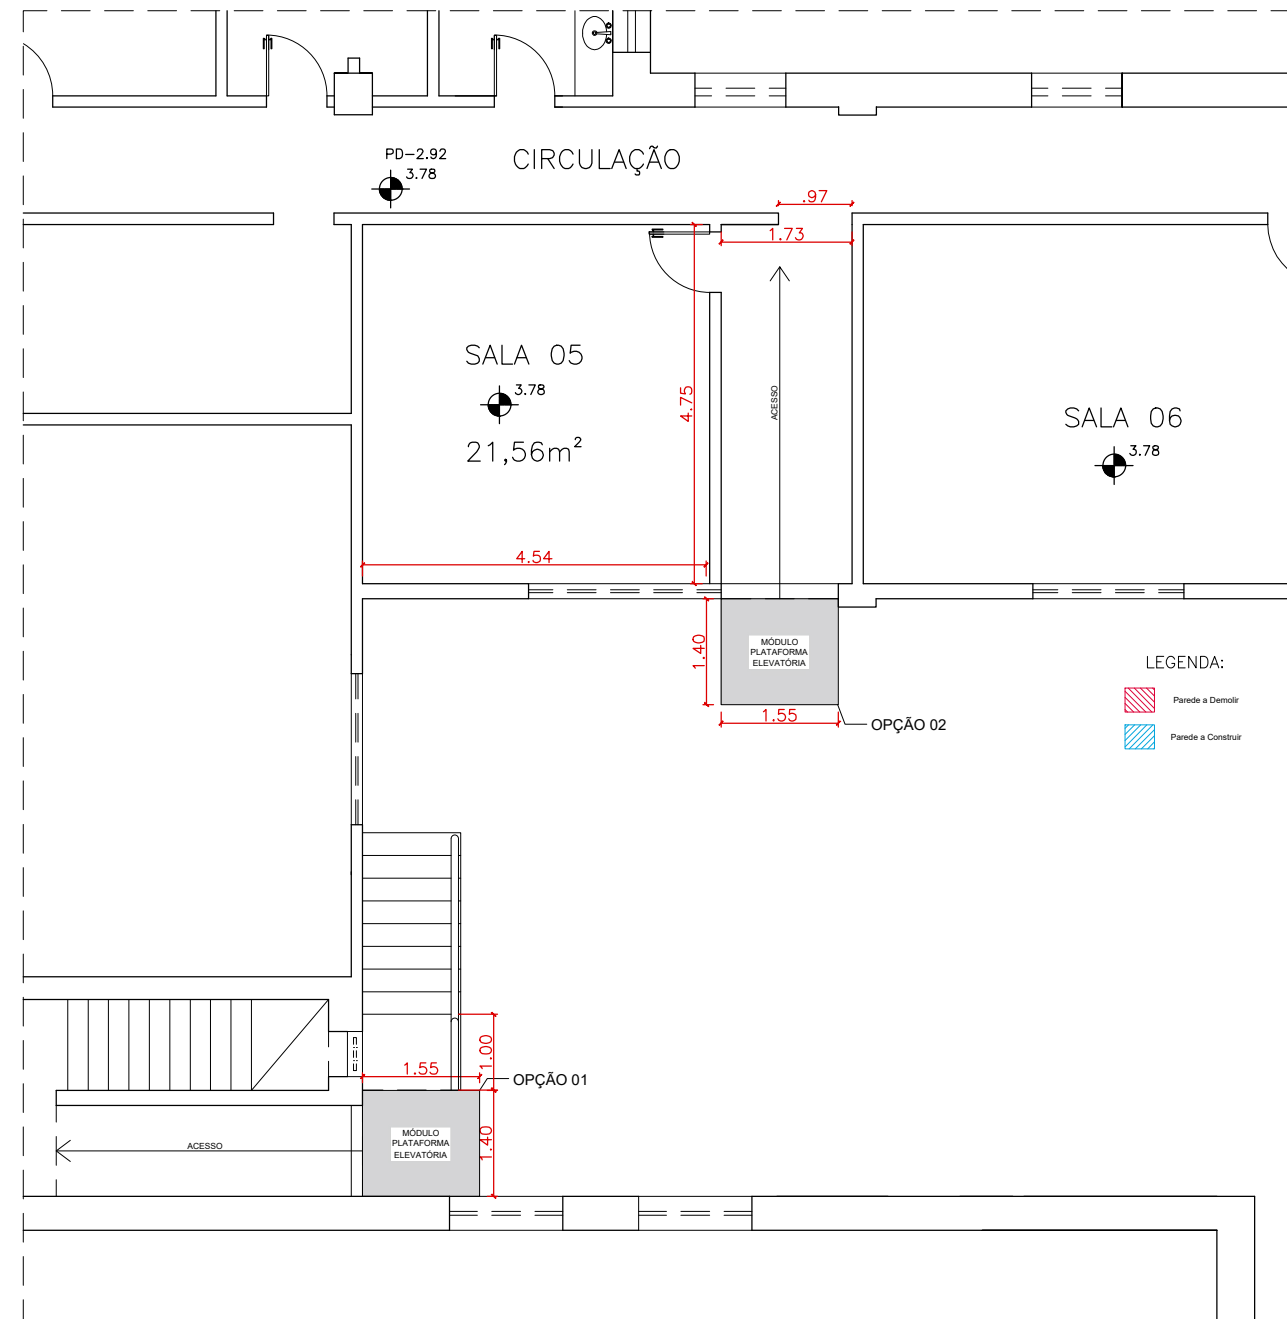 PD-2.92
3.78
CIRCULAÇÃO
.97
1.73
SALA 05
3.78
21,56m²
4.75
ACESSO
SALA 06
3.78
4.54
1.40
MÓDULO
PLATAFORMA
ELEVATÓRIA
1.55
OPÇÃO 02
LEGENDA:
Parede a Demolir
Parede a Construir
1.00
1.55
OPÇÃO 01
MÓDULO
PLATAFORMA
ELEVATÓRIA
1.40
ACESSO